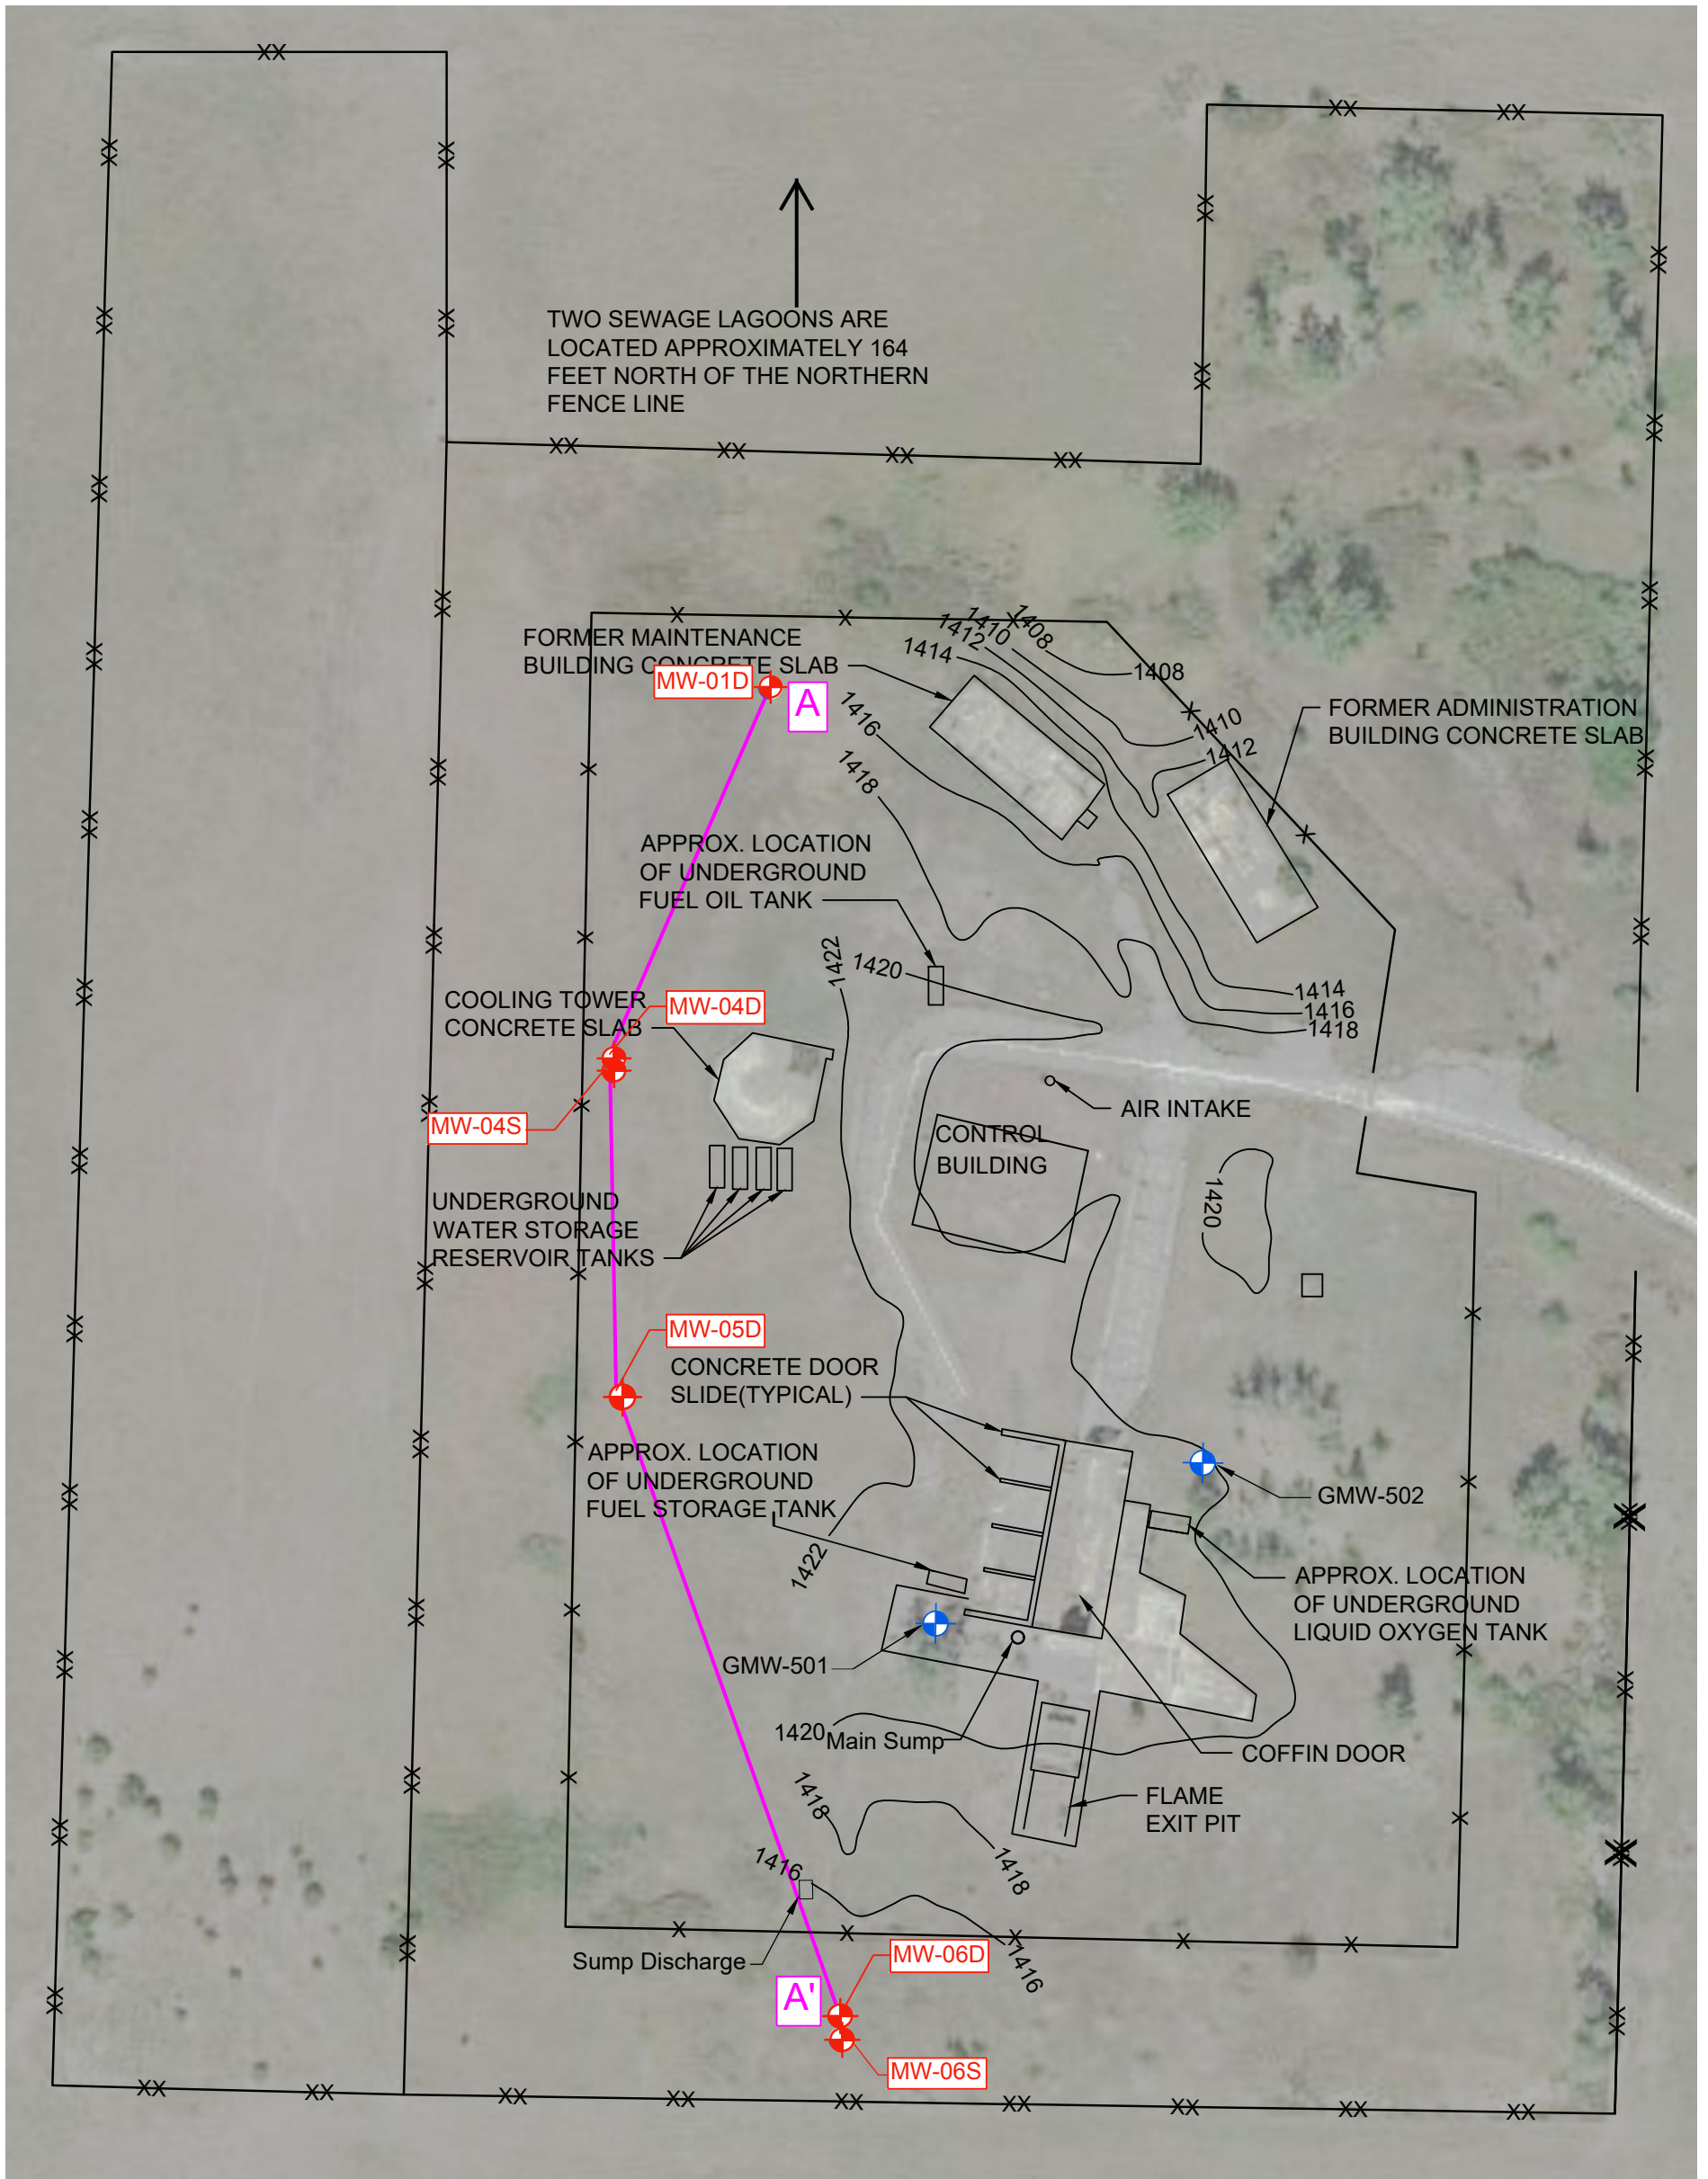 TWO SEWAGE LAGOONS ARE
LOCATED APPROXIMATELY 164
FEET NORTH OF THE NORTHERN
FENCE LINE
1408
1410
1412
1414
FORMER MAINTENANCE
BUILDING CONCRETE SLAB
1408
MW-01D
A
1416
1410
1412
FORMER ADMINISTRATION
BUILDING CONCRETE SLAB
1418
APPROX. LOCATION
OF UNDERGROUND
FUEL OIL TANK
1422
1420
1414
1416
1418
COOLING TOWER
CONCRETE SLAB
MW-04D
MW-04S
AIR INTAKE
CONTROL
BUILDING
1420
UNDERGROUND
WATER STORAGE
RESERVOIR TANKS
MW-05D
CONCRETE DOOR
SLIDE(TYPICAL)
APPROX. LOCATION
OF UNDERGROUND
FUEL STORAGE TANK
GMW-502
1422
APPROX. LOCATION
OF UNDERGROUND
LIQUID OXYGEN TANK
GMW-501
1420
Main Sump
COFFIN DOOR
1418
FLAME
EXIT PIT
1416
1418
Sump Discharge
MW-06D
1416
A'
MW-06S